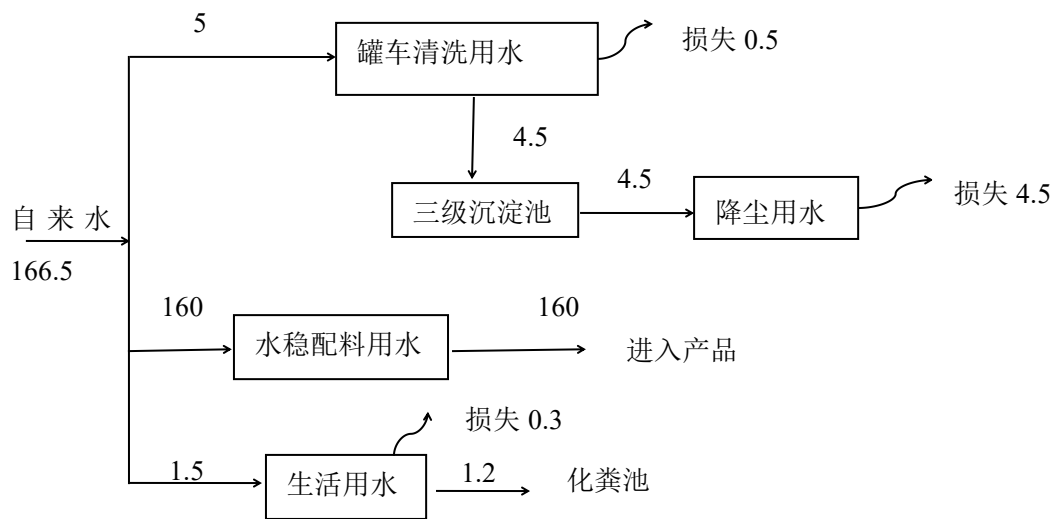 5
罐车清洗用水
损失 0.5
4.5
4.5
三级沉淀池
降尘用水
损失 4.5
自 来 水
166.5
160
水稳配料用水
160
进入产品
损失 0.3
1.5
生活用水
1.2
化粪池